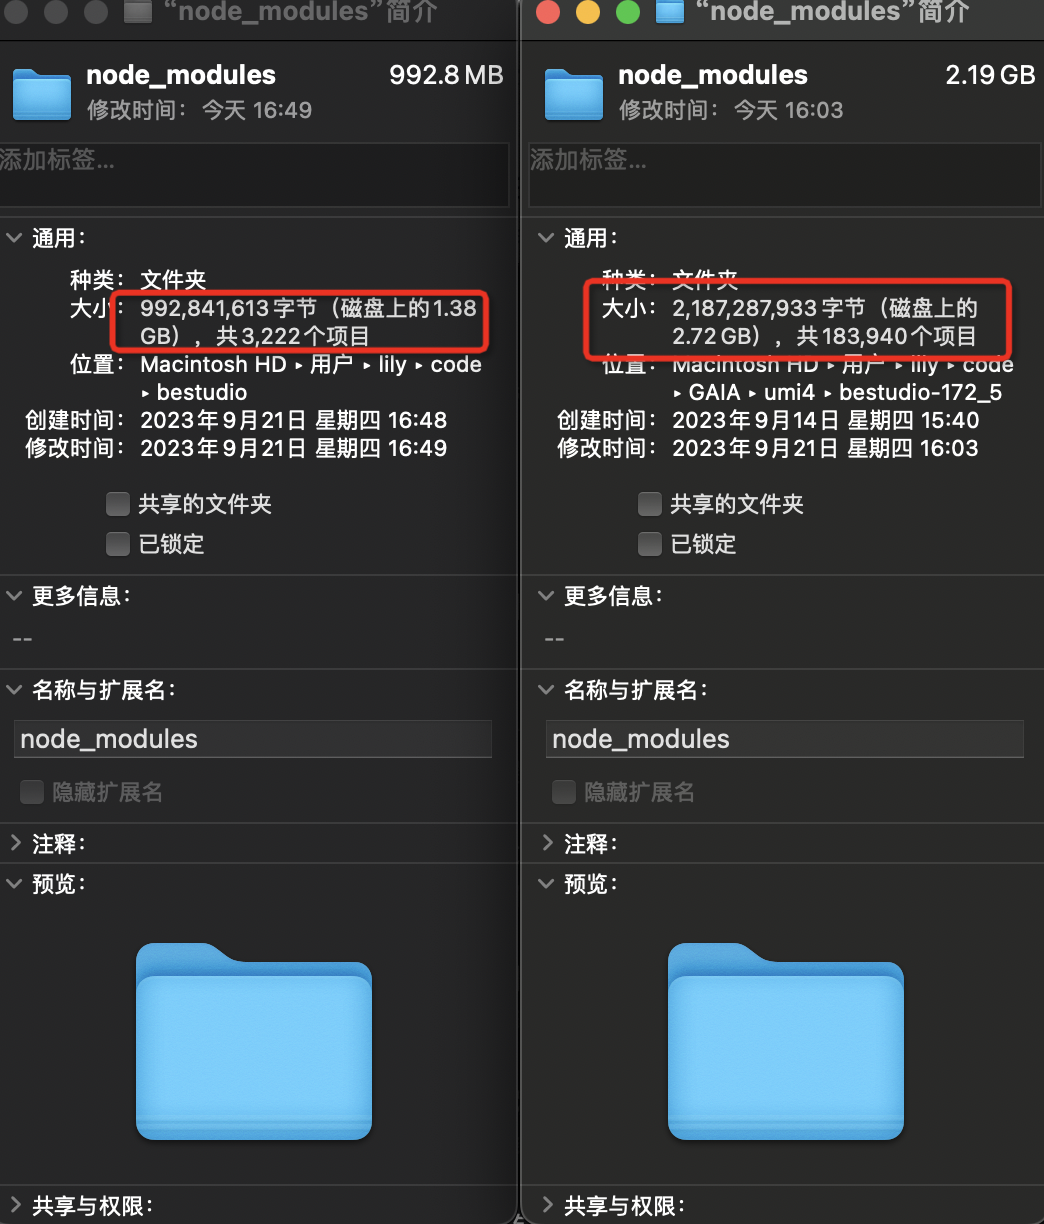 “node_modules”简介
node_modules 992.8 MB
修改时间： 今天 16:49
添加标签...
通用：
种类： 文件夹
大小： 992,841,613 字节（磁盘上的1.38
GB），共3,222个项目
位置： Macintosh HD ▸ 用户 ▸ lily ▸ code
▸ bestudio
创建时间： 2023年9月21日 星期四 16:48
修改时间： 2023年9月21日 星期四 16:49
共享的文件夹
已锁定
更多信息：
--
名称与扩展名：
node_modules
隐藏扩展名
注释：
预览：
共享与权限：
“node_modules”简介
node_modules 2.19 GB
修改时间： 今天 16:03
添加标签...
通用：
种类： 文件夹
大小： 2,187,287,933 字节（磁盘上的
2.72 GB），共183,940个项目
位置： Macintosh HD ▸ 用户 ▸ lily ▸ code
▸ GAIA ▸ umi4 ▸ bestudio-172_5
创建时间： 2023年9月14日 星期四 15:40
修改时间： 2023年9月21日 星期四 16:03
共享的文件夹
已锁定
更多信息：
--
名称与扩展名：
node_modules
隐藏扩展名
注释：
预览：
共享与权限：